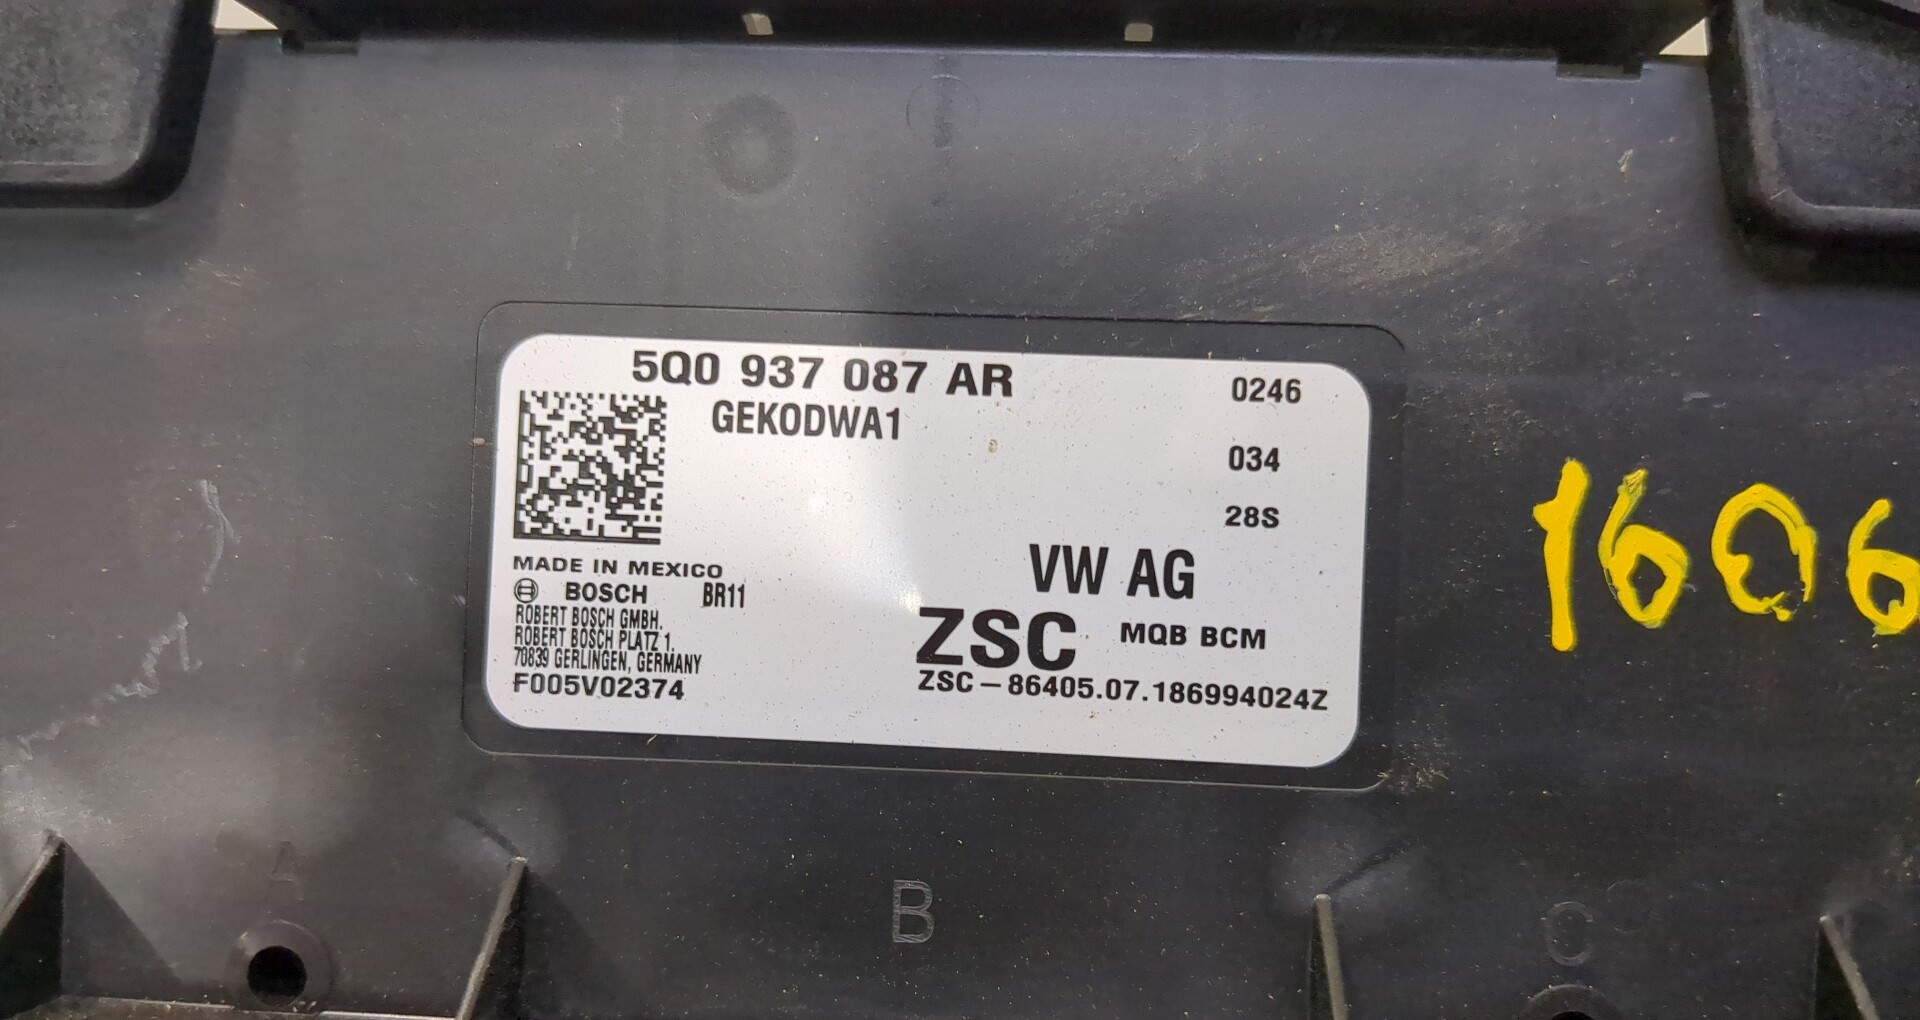 5Q0 937 087 AR
0246
GEKODWA1
034
28S
MADE IN MEXICO
BOSCH BR11
ROBERT BOSCH GMBH.
ROBERT BOSCH PLATZ 1.
70839 GERLINGEN, GERMANY
F005V02374
VW AG
ZSC MQB BCM
ZSC-86405.07.186994024Z
1606
A
B
C